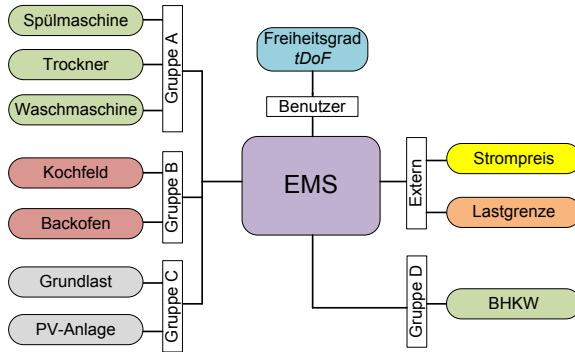 Spülmaschine
Trockner
Waschmaschine
Gruppe A
Kochfeld
Backofen
Gruppe B
Grundlast
PV-Anlage
Gruppe C
Freiheitsgrad
tDoF
Benutzer
EMS
Extern
Strompreis
Lastgrenze
Gruppe D
BHKW